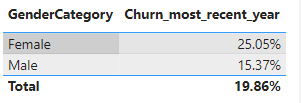 GenderCategory Churn_most_recent_year
Female 25.05%
Male 15.37%
Total 19.86%